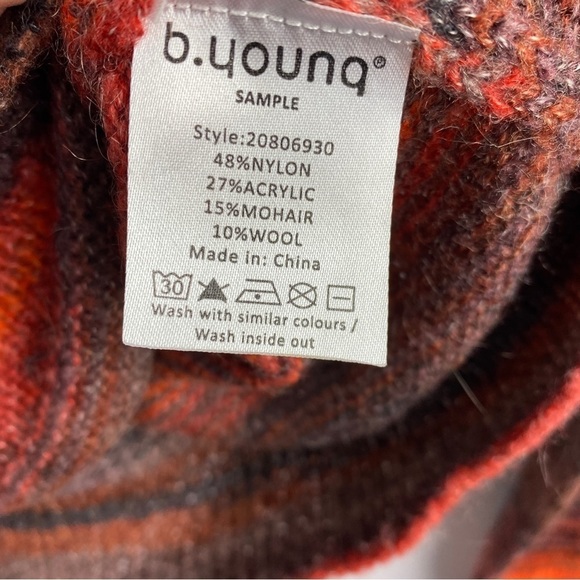 b.young®
SAMPLE
Style:20806930
48%NYLON
27%ACRYLIC
15%MOHAIR
10%WOOL
Made in: China
30
Wash with similar colours /
Wash inside out